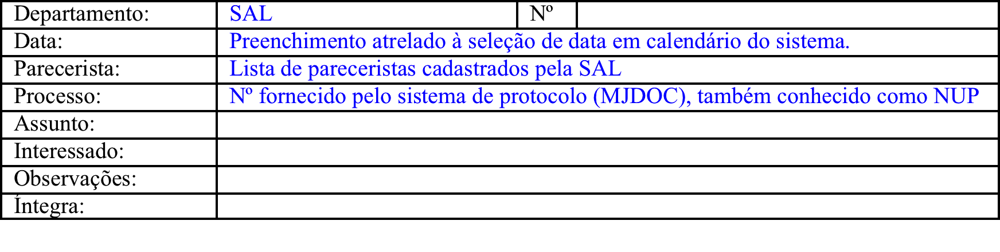 Departamento: SAL Nº
Data: Preenchimento atrelado à seleção de data em calendário do sistema.
Parecerista: Lista de pareceristas cadastrados pela SAL
Processo: Nº fornecido pelo sistema de protocolo (MJDOC), também conhecido como NUP
Assunto:
Interessado:
Observações:
Íntegra: